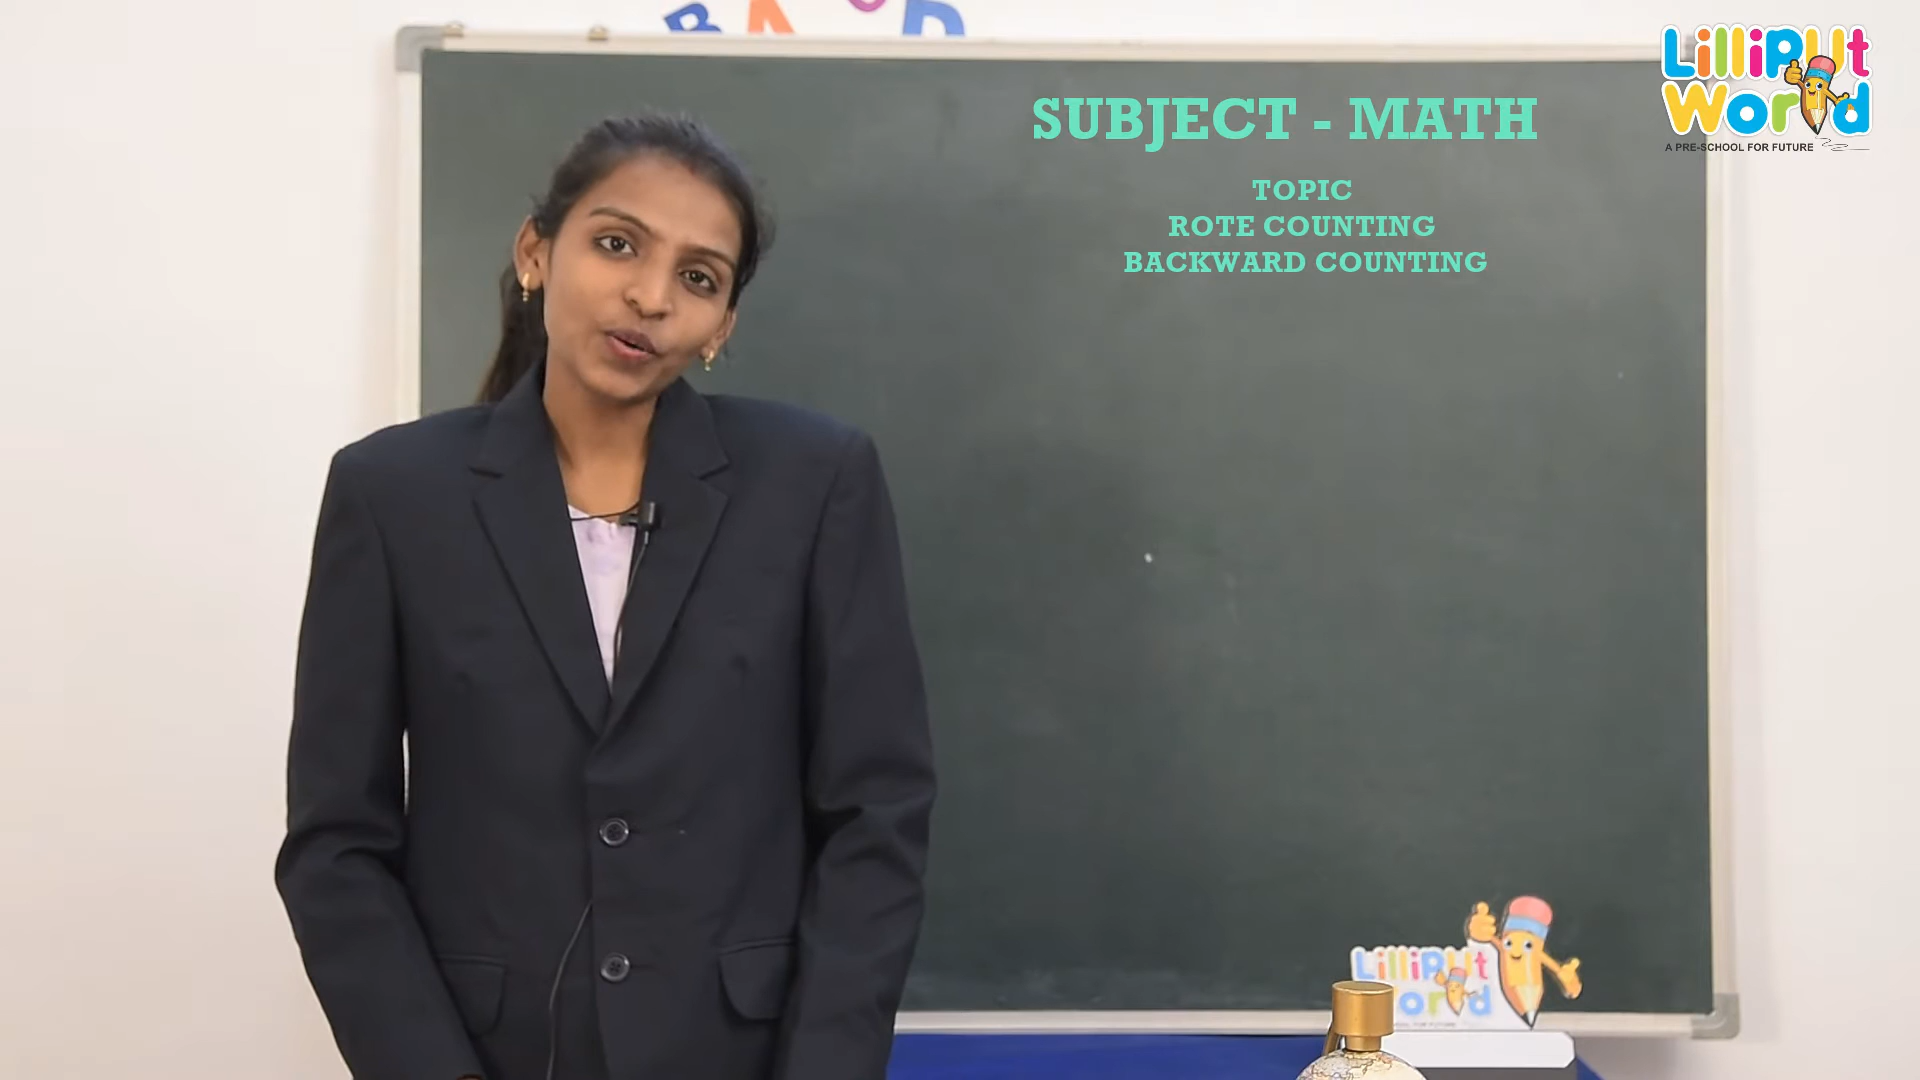 LilliPUt
World
A PRE-SCHOOL FOR FUTURE
SUBJECT - MATH
TOPIC
ROTE COUNTING
BACKWARD COUNTING
LilliPUt
World